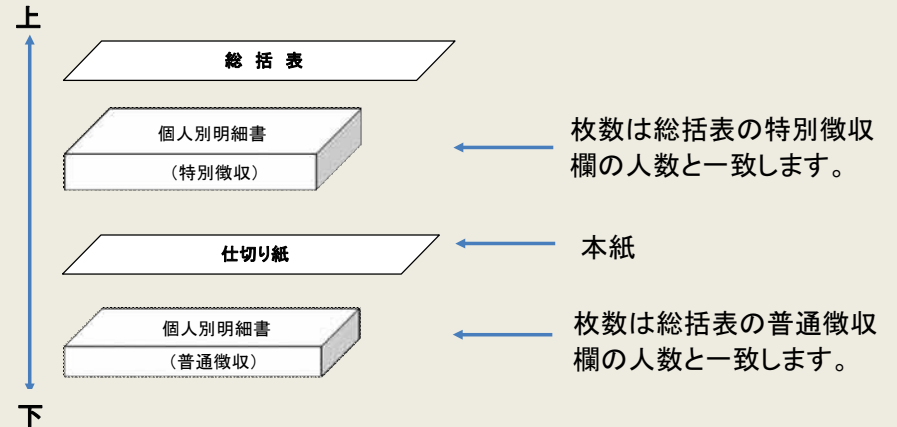 上
総 括 表
個人別明細書
(特別徴収)
枚数は総括表の特別徴収
欄の人数と一致します。
仕切り紙
本紙
個人別明細書
(普通徴収)
枚数は総括表の普通徴収
欄の人数と一致します。
下